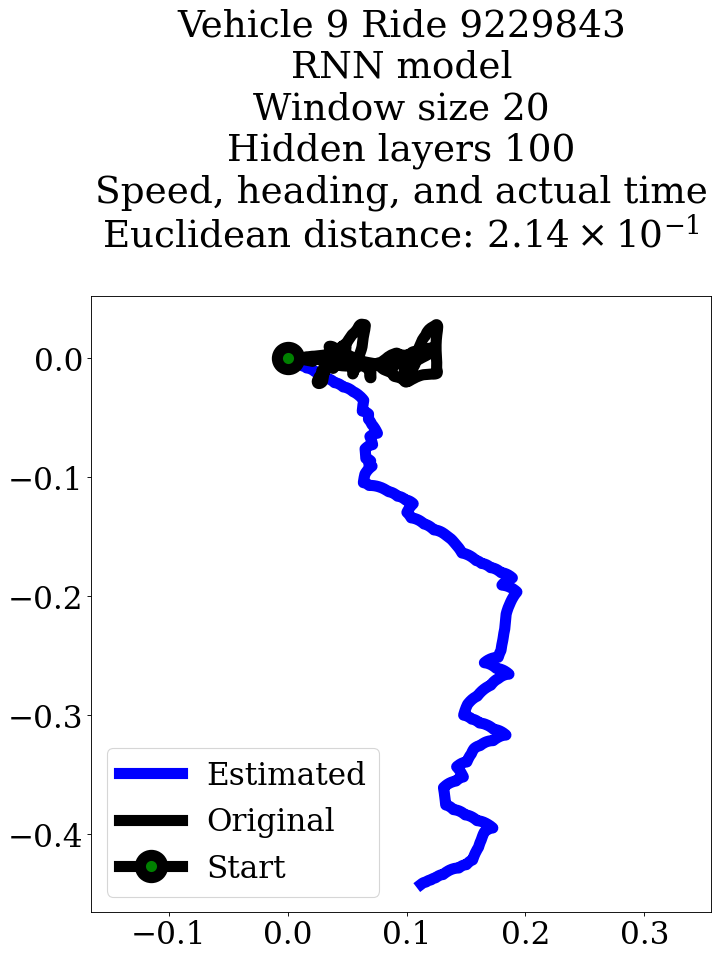 Vehicle 9 Ride 9229843
RNN model
Window size 20
Hidden layers 100
Speed, heading, and actual time
Euclidean distance: 2.14 × 10⁻¹
0.0
−0.1
−0.2
−0.3
−0.4
Estimated
Original
Start
−0.1 0.0 0.1 0.2 0.3